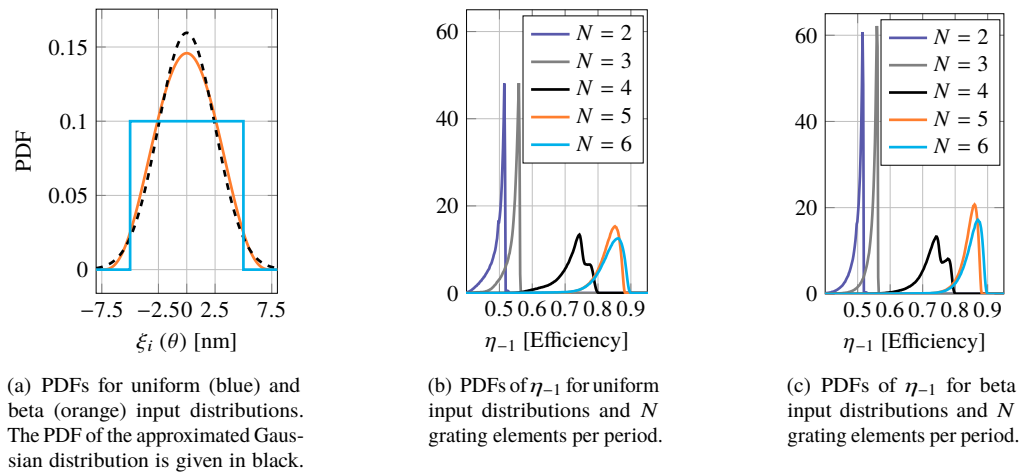 0.15
0.1
0.05
0
PDF
−7.5
−5
−2.5
0
2.5
5
7.5
ξi (θ) [nm]
(a) PDFs for uniform (blue) and
beta (orange) input distributions.
The PDF of the approximated Gaus-
sian distribution is given in black.
60
40
20
0
N = 2
N = 3
N = 4
N = 5
N = 6
0.5 0.6 0.7 0.8 0.9
η−1 [Efficiency]
(b) PDFs of η−1 for uniform
input distributions and N
grating elements per period.
60
40
20
0
N = 2
N = 3
N = 4
N = 5
N = 6
0.5 0.6 0.7 0.8 0.9
η−1 [Efficiency]
(c) PDFs of η−1 for beta
input distributions and N
grating elements per period.